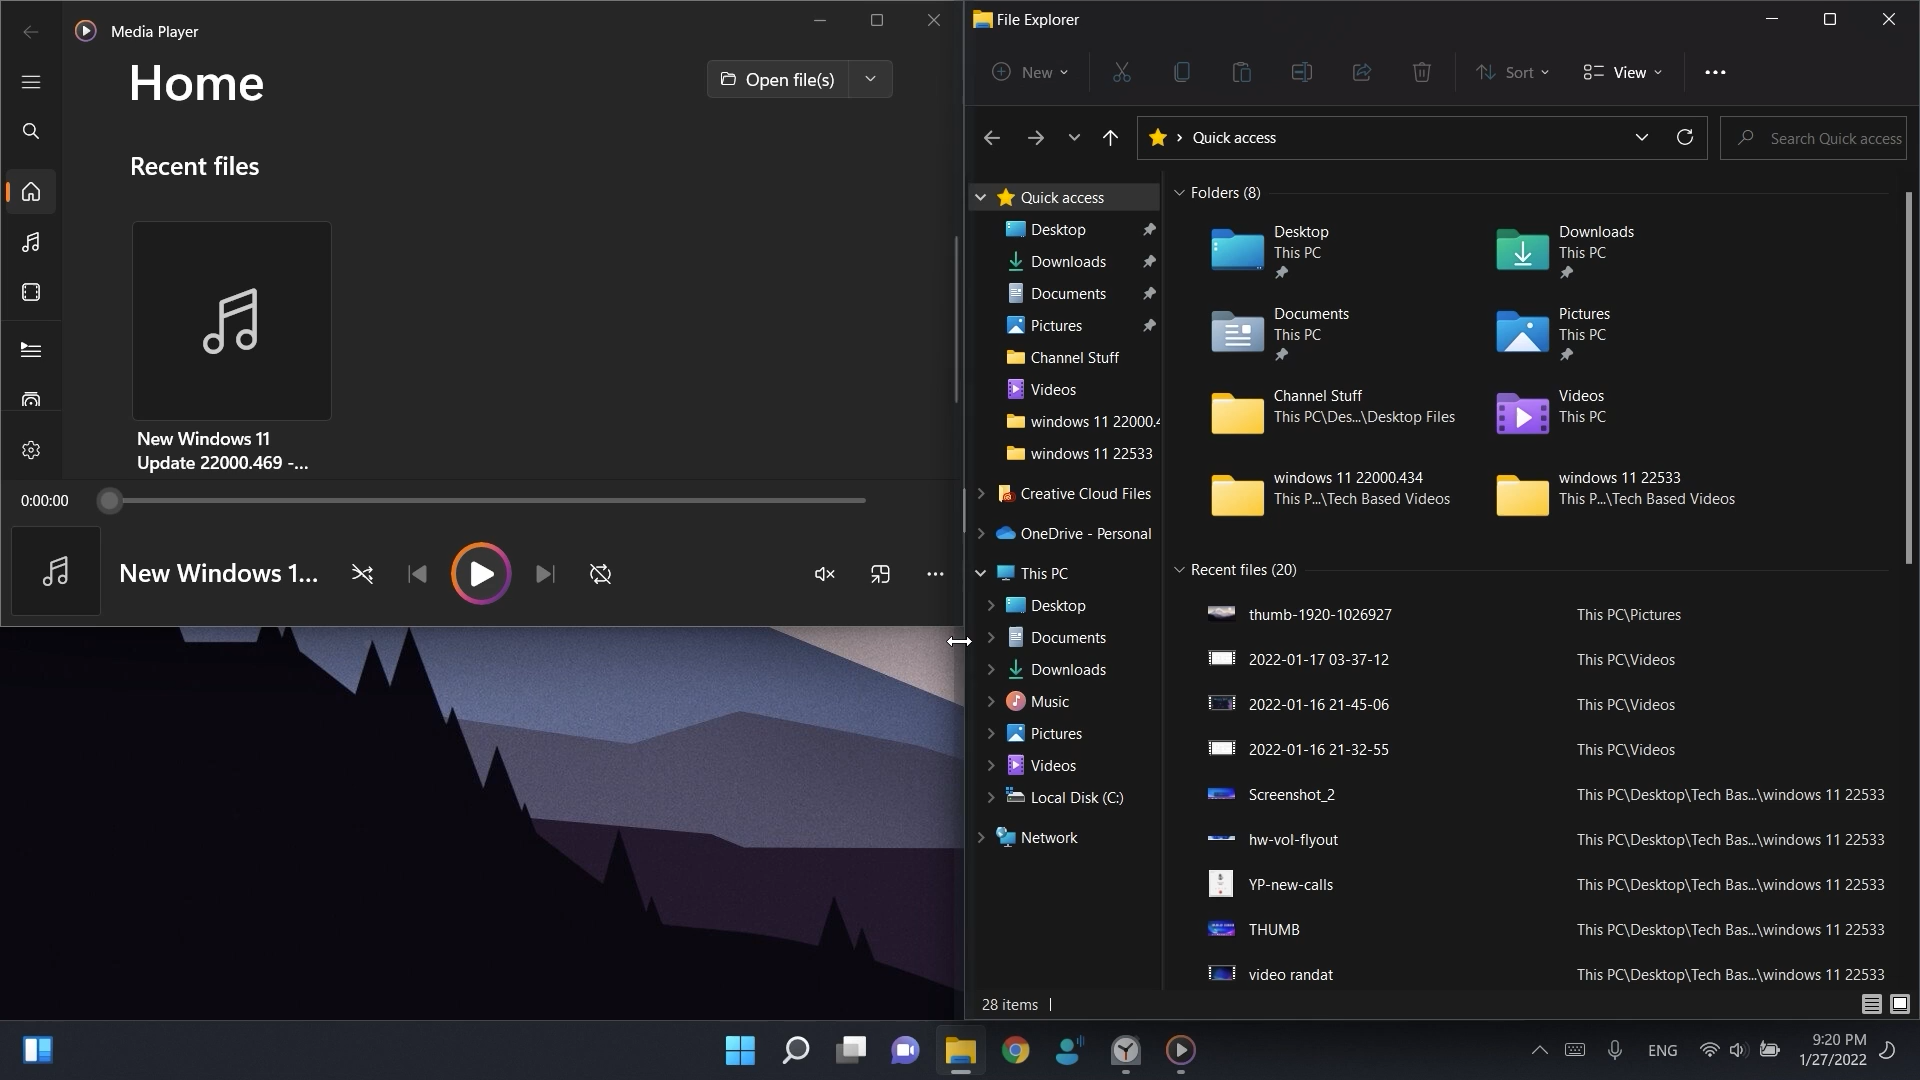 Media Player
Home
Open file(s)
Recent files
New Windows 11
Update 22000.469 -...
0:00:00
New Windows 1...
File Explorer
New
Sort
View
Quick access
Search Quick access
Quick access
Desktop
Downloads
Documents
Pictures
Channel Stuff
Videos
windows 11 22000.4
windows 11 22533
Creative Cloud Files
OneDrive - Personal
This PC
Desktop
Documents
Downloads
Music
Pictures
Videos
Local Disk (C:)
Network
Folders (8)
Desktop
This PC
Downloads
This PC
Documents
This PC
Pictures
This PC
Channel Stuff
This PC\Des...\Desktop Files
Videos
This PC
windows 11 22000.434
This P...\Tech Based Videos
windows 11 22533
This P...\Tech Based Videos
Recent files (20)
thumb-1920-1026927 This PC\Pictures
2022-01-17 03-37-12 This PC\Videos
2022-01-16 21-45-06 This PC\Videos
2022-01-16 21-32-55 This PC\Videos
Screenshot_2 This PC\Desktop\Tech Bas...\windows 11 22533
hw-vol-flyout This PC\Desktop\Tech Bas...\windows 11 22533
YP-new-calls This PC\Desktop\Tech Bas...\windows 11 22533
THUMB This PC\Desktop\Tech Bas...\windows 11 22533
video randat This PC\Desktop\Tech Bas...\windows 11 22533
28 items
ENG
9:20 PM
1/27/2022